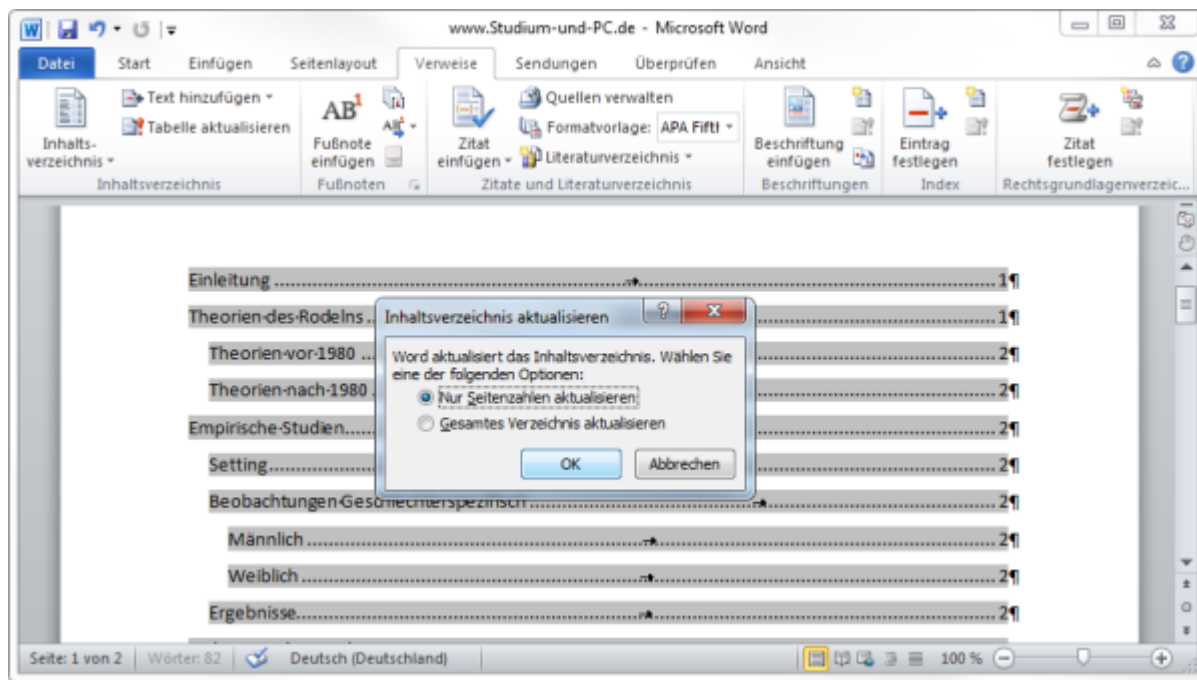 www.Studium-und-PC.de - Microsoft Word
Datei Start Einfügen Seitenlayout Verweise Sendungen Überprüfen Ansicht
Inhalts-
verzeichnis
Text hinzufügen
Tabelle aktualisieren
Inhaltsverzeichnis
AB1
Fußnote
einfügen
AB
Fußnoten
Zitat
einfügen
Quellen verwalten
Formatvorlage: APA Fifth
Literaturverzeichnis
Zitate und Literaturverzeichnis
Beschriftung
einfügen
Beschriftungen
Eintrag
festlegen
Index
Zitat
festlegen
Rechtsgrundlagenverzeic...
Einleitung 1¶
Theorien·des·Rodelns 1¶
Theorien·vor·1980 2¶
Theorien·nach·1980 2¶
Empirische·Studien 2¶
Setting 2¶
Beobachtungen·Geschlechterspezifisch 2¶
Männlich 2¶
Weiblich 2¶
Ergebnisse 2¶
Inhaltsverzeichnis aktualisieren
Word aktualisiert das Inhaltsverzeichnis. Wählen Sie
eine der folgenden Optionen:
Nur Seitenzahlen aktualisieren
Gesamtes Verzeichnis aktualisieren
OK Abbrechen
Seite: 1 von 2 Wörter: 82 Deutsch (Deutschland) 100 %